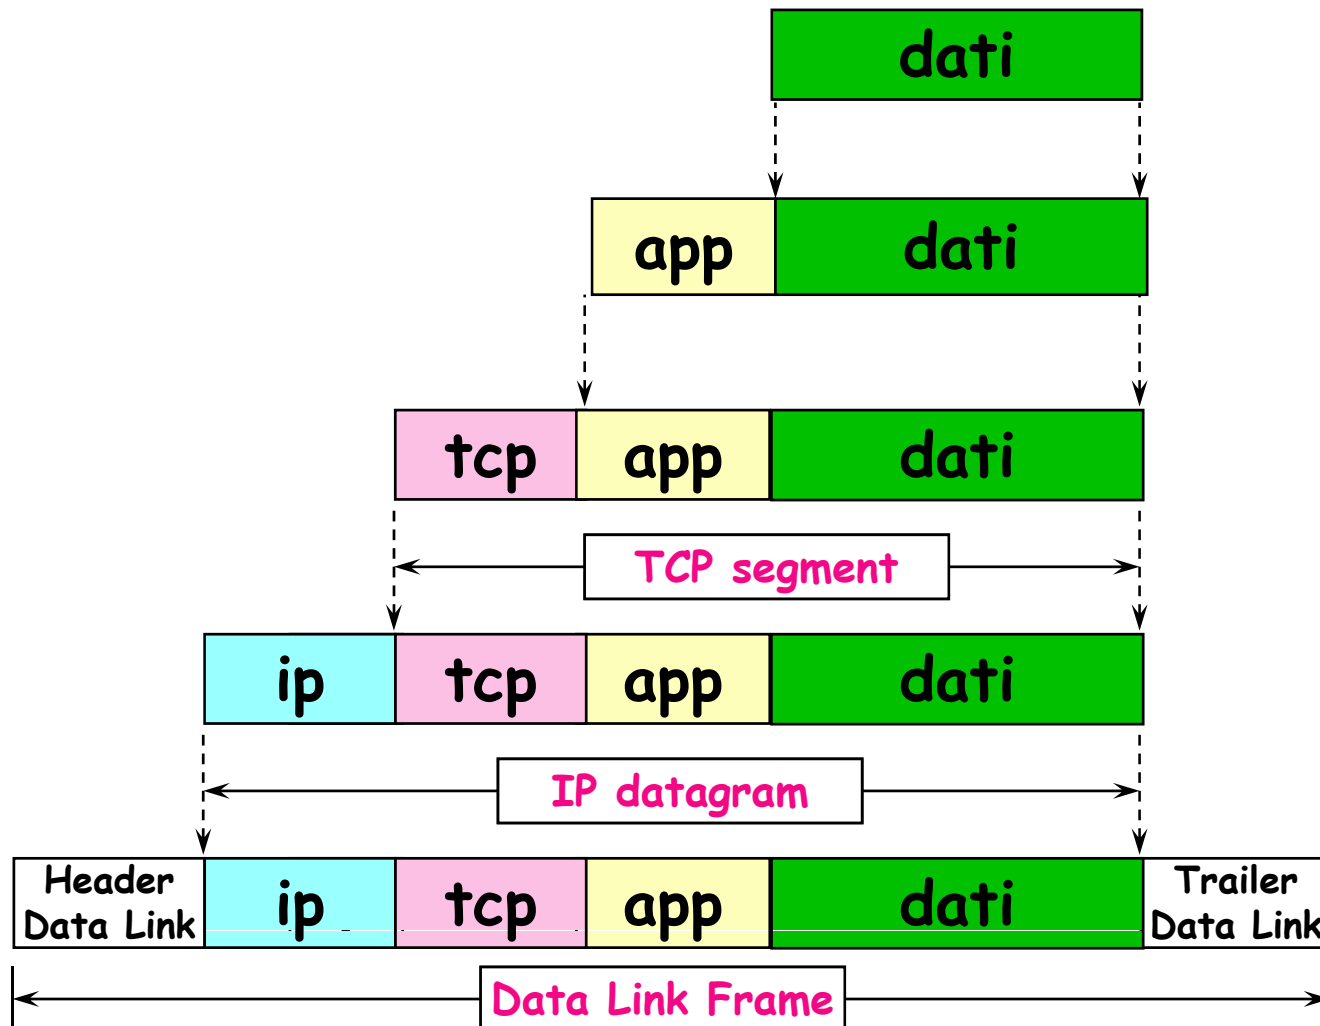 dati
app dati
tcp app dati
TCP segment
ip tcp app dati
IP datagram
Header Data Link
ip tcp app dati
Trailer Data Link
Data Link Frame